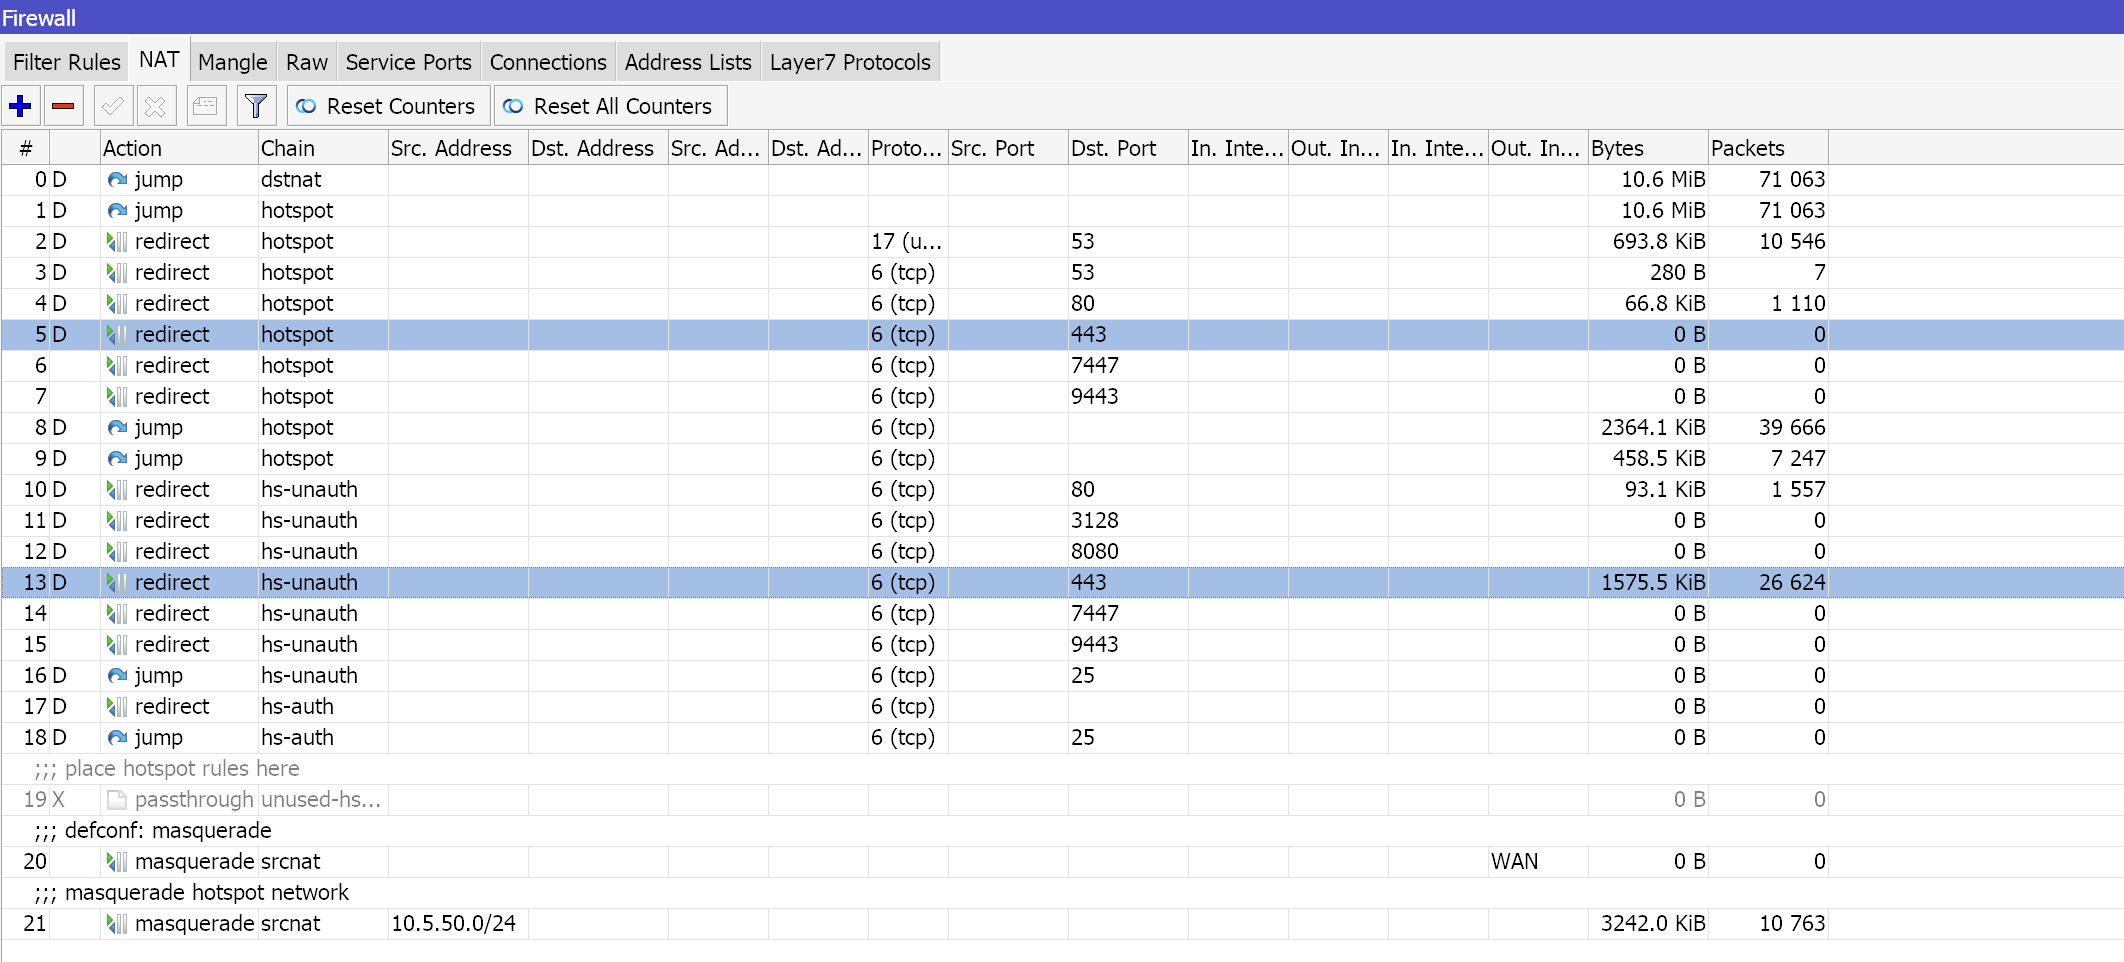 Firewall
Filter Rules NAT Mangle Raw Service Ports Connections Address Lists Layer7 Protocols
Reset Counters Reset All Counters
# Action Chain Src. Address Dst. Address Src. Ad... Dst. Ad... Proto... Src. Port Dst. Port In. Inte... Out. In... In. Inte... Out. In... Bytes Packets
0 D jump dstnat 10.6 MiB 71 063
1 D jump hotspot 10.6 MiB 71 063
2 D redirect hotspot 17 (u... 53 693.8 KiB 10 546
3 D redirect hotspot 6 (tcp) 53 280 B 7
4 D redirect hotspot 6 (tcp) 80 66.8 KiB 1 110
5 D redirect hotspot 6 (tcp) 443 0 B 0
6 redirect hotspot 6 (tcp) 7447 0 B 0
7 redirect hotspot 6 (tcp) 9443 0 B 0
8 D jump hotspot 6 (tcp) 2364.1 KiB 39 666
9 D jump hotspot 6 (tcp) 458.5 KiB 7 247
10 D redirect hs-unauth 6 (tcp) 80 93.1 KiB 1 557
11 D redirect hs-unauth 6 (tcp) 3128 0 B 0
12 D redirect hs-unauth 6 (tcp) 8080 0 B 0
13 D redirect hs-unauth 6 (tcp) 443 1575.5 KiB 26 624
14 redirect hs-unauth 6 (tcp) 7447 0 B 0
15 redirect hs-unauth 6 (tcp) 9443 0 B 0
16 D jump hs-unauth 6 (tcp) 25 0 B 0
17 D redirect hs-auth 6 (tcp) 0 B 0
18 D jump hs-auth 6 (tcp) 25 0 B 0
;;; place hotspot rules here
19 X passthrough unused-hs... 0 B 0
;;; defconf: masquerade
20 masquerade srcnat WAN 0 B 0
;;; masquerade hotspot network
21 masquerade srcnat 10.5.50.0/24 3242.0 KiB 10 763